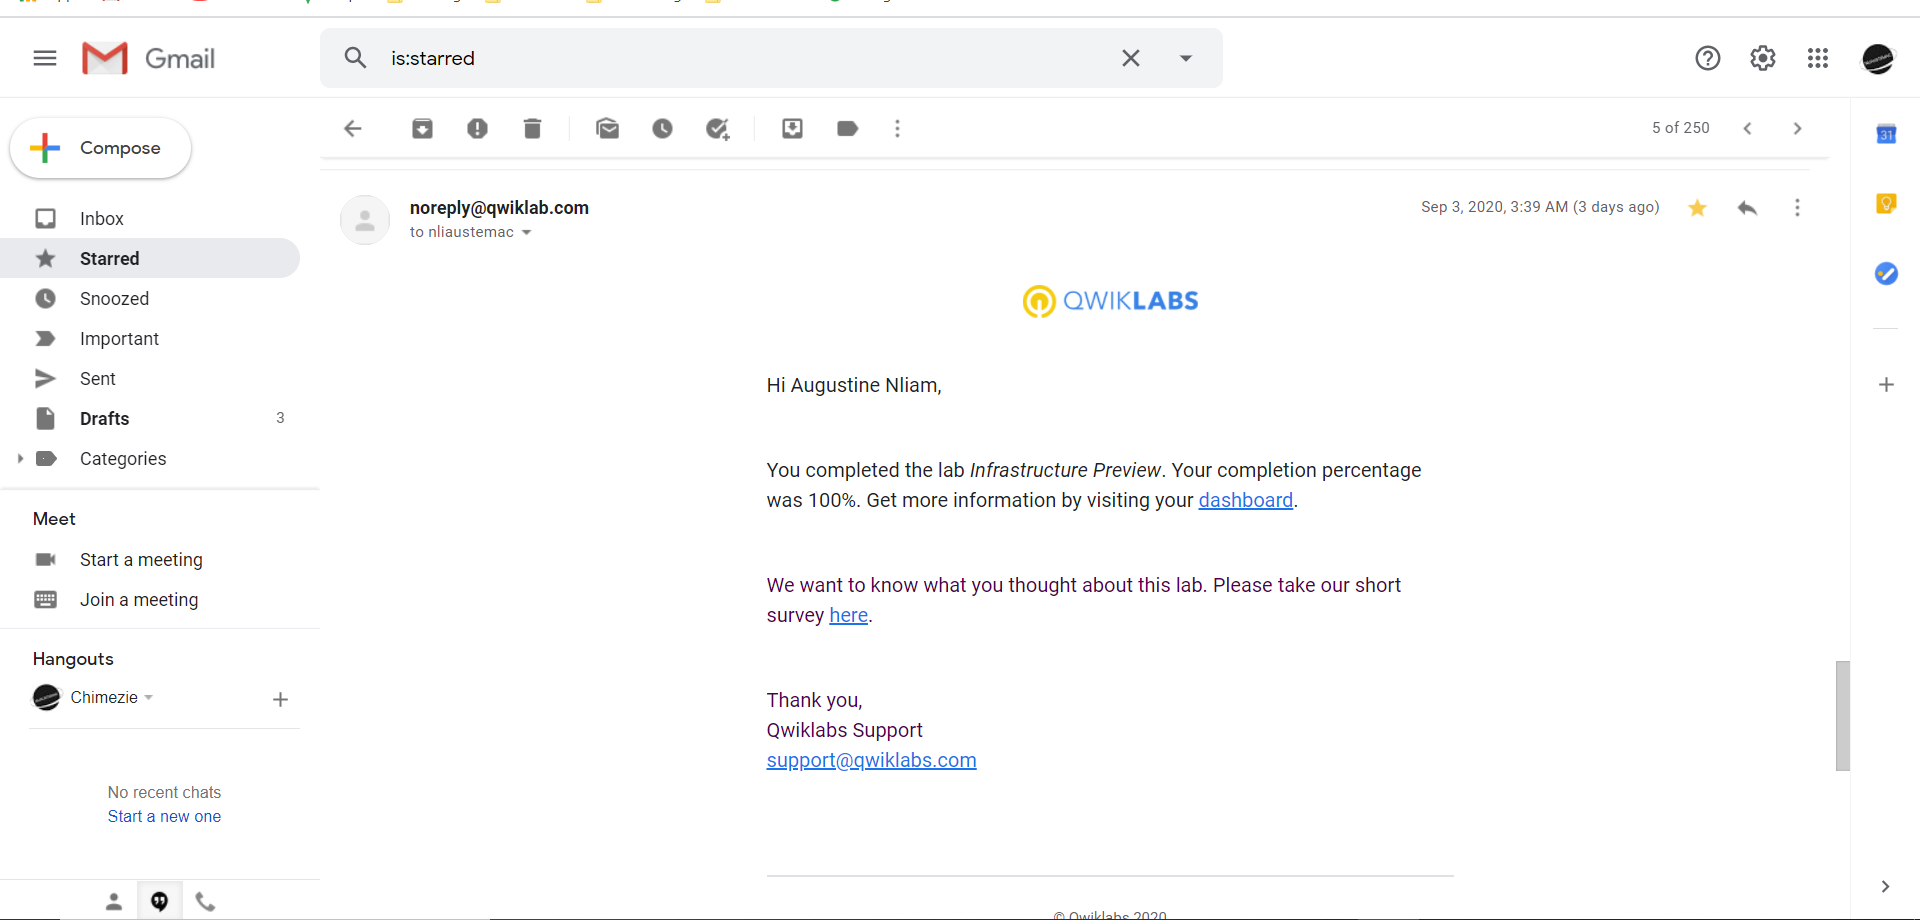 Gmail
is:starred
Compose
5 of 250
31
Inbox
Starred
Snoozed
Important
Sent
Drafts 3
Categories
Meet
Start a meeting
Join a meeting
Hangouts
Chimezie
No recent chats
Start a new one
noreply@qwiklab.com
to nliaustemac
Sep 3, 2020, 3:39 AM (3 days ago)
QWIKLABS
Hi Augustine Nliam,
You completed the lab Infrastructure Preview. Your completion percentage
was 100%. Get more information by visiting your dashboard.
We want to know what you thought about this lab. Please take our short
survey here.
Thank you,
Qwiklabs Support
support@qwiklabs.com
© Qwiklabs 2020